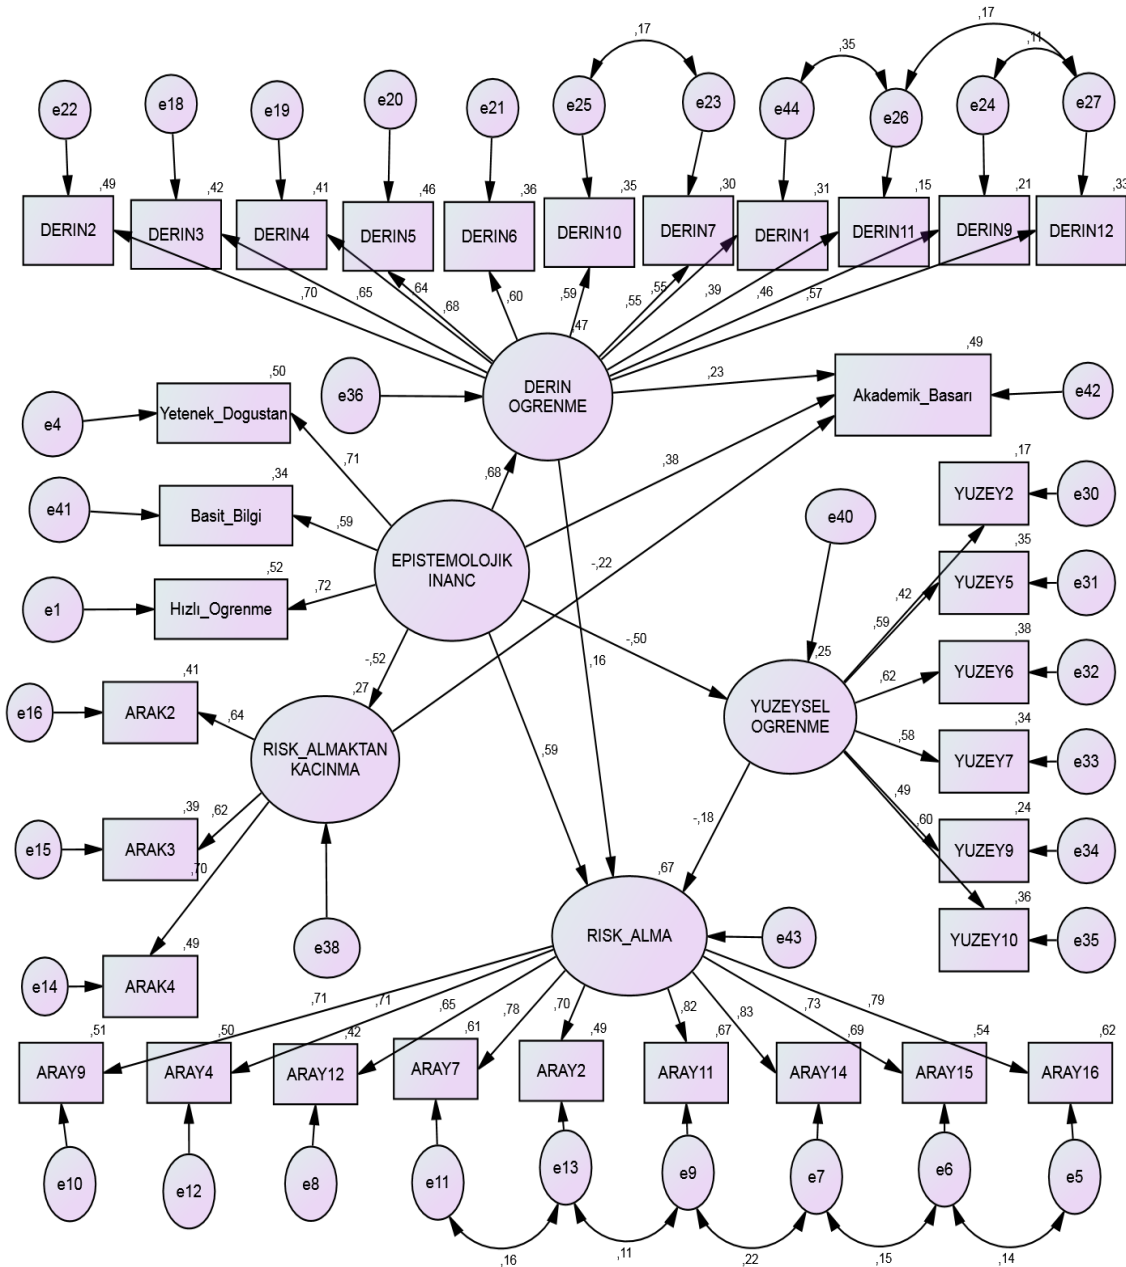 ,17
,17
,35
,11
e22
e18
e19
e20
e21
e25
e23
e44
e26
e24
e27
,49
,42
,41
,46
,36
,35
,30
,31
,15
,21
,33
DERIN2
DERIN3
DERIN4
DERIN5
DERIN6
DERIN10
DERIN7
DERIN1
DERIN11
DERIN9
DERIN12
,70
,65
,64
,68
,60
,59
,55
,55
,39
,46
,57
,47
DERIN
OGRENME
e36
,23
,49
Akademik_Basarı
e42
,50
Yetenek_Dogustan
e4
,71
,68
,38
,34
Basit_Bilgi
e41
,59
,52
Hızlı_Ogrenme
e1
,72
EPISTEMOLOJIK
INANC
-,22
e40
,17
YUZEY2
e30
,35
YUZEY5
e31
,42
,59
,38
YUZEY6
e32
,62
,34
YUZEY7
e33
,58
,24
YUZEY9
e34
,49
,60
,36
YUZEY10
e35
-,50
,25
YUZEYSEL
OGRENME
,16
-,52
,27
RISK_ALMAKTAN
KACINMA
,41
ARAK2
e16
,64
,39
ARAK3
e15
,62
,70
,49
ARAK4
e14
e38
,59
-,18
,67
RISK_ALMA
e43
,71
,71
,65
,78
,70
,82
,83
,73
,79
,51
,50
,42
,61
,49
,67
,69
,54
,62
ARAY9
ARAY4
ARAY12
ARAY7
ARAY2
ARAY11
ARAY14
ARAY15
ARAY16
e10
e12
e8
e11
e13
e9
e7
e6
e5
,16
,11
,22
,15
,14